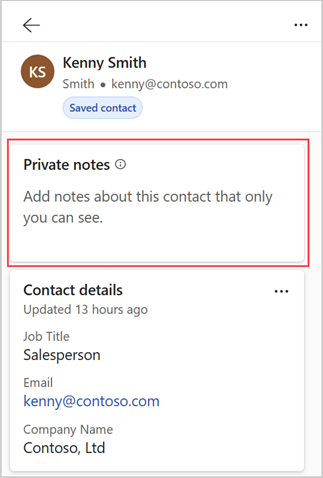 KS
Kenny Smith
Smith • kenny@contoso.com
Saved contact
Private notes
Add notes about this contact that only
you can see.
Contact details
Updated 13 hours ago
Job Title
Salesperson
Email
kenny@contoso.com
Company Name
Contoso, Ltd